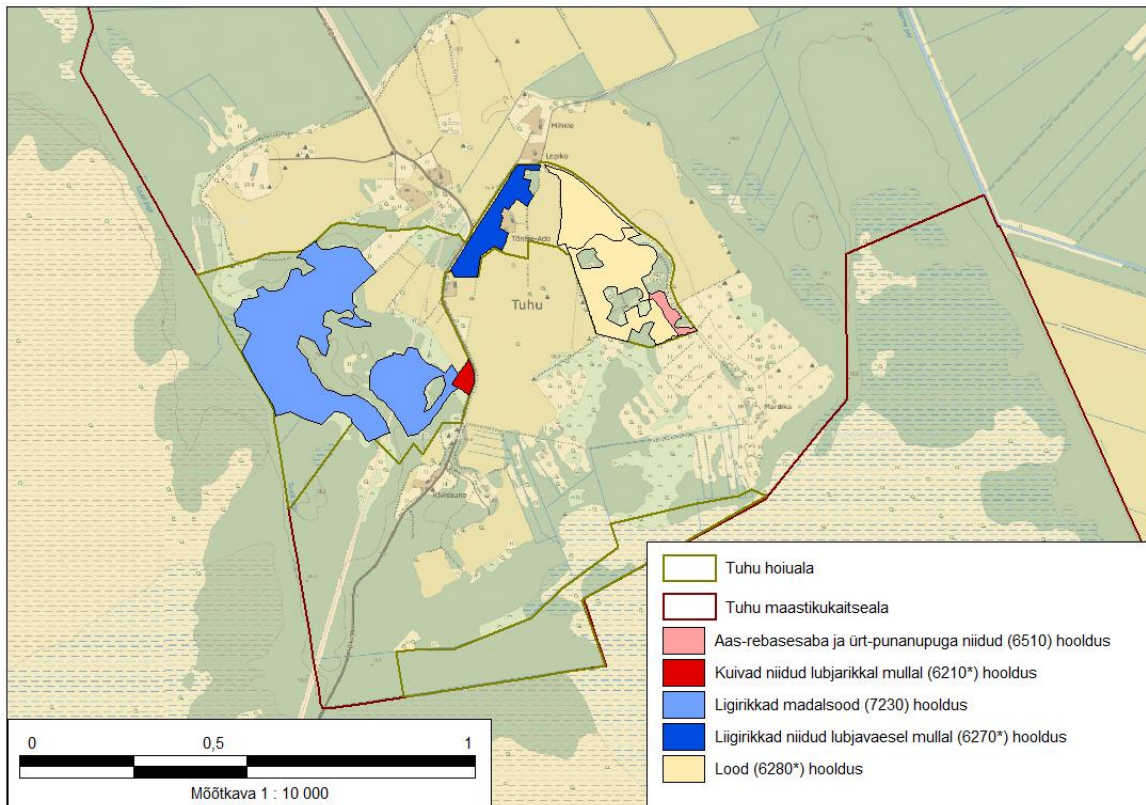 Mihkle
Lepiko
Tõnise-Ado
Tuhu
Mardika
Kivisauna
Tuhu hoiuala
Tuhu maastikukaitseala
Aas-rebasesaba ja ürt-punanupuga niidud (6510) hooldus
Kuivad niidud lubjarikkal mullal (6210*) hooldus
Ligirikkad madalsood (7230) hooldus
Liigirikkad niidud lubjavaesel mullal (6270*) hooldus
Lood (6280*) hooldus
0 0,5 1
Mõõtkava 1 : 10 000